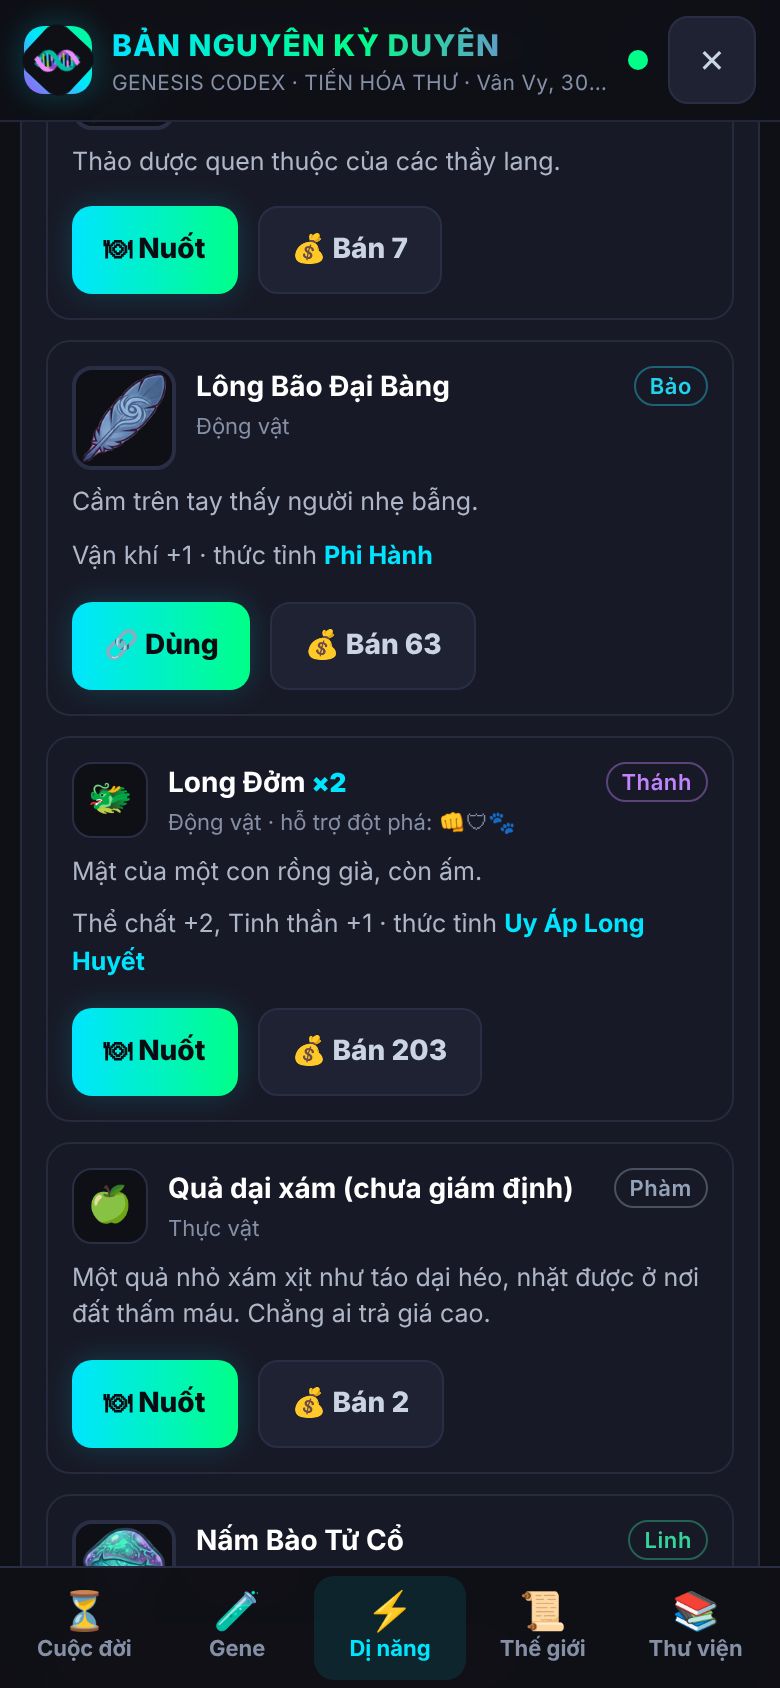 BẢN NGUYÊN KỲ DUYÊN
GENESIS CODEX · TIẾN HÓA THƯ · Vân Vy, 30...
Thảo dược quen thuộc của các thầy lang.
Nuốt
Bán 7
Lông Bão Đại Bàng
Bảo
Động vật
Cầm trên tay thấy người nhẹ bẫng.
Vận khí +1 · thức tỉnh Phi Hành
Dùng
Bán 63
Long Đởm ×2
Thánh
Động vật · hỗ trợ đột phá:
Mật của một con rồng già, còn ấm.
Thể chất +2, Tinh thần +1 · thức tỉnh Uy Áp Long
Huyết
Nuốt
Bán 203
Quả dại xám (chưa giám định)
Phàm
Thực vật
Một quả nhỏ xám xịt như táo dại héo, nhặt được ở nơi
đất thấm máu. Chẳng ai trả giá cao.
Nuốt
Bán 2
Nấm Bào Tử Cổ
Linh
Cuộc đời
Gene
Dị năng
Thế giới
Thư viện